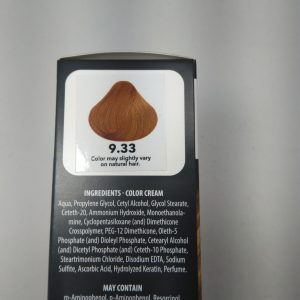 9.33
Color may slightly vary
on natural hair.
INGREDIENTS - COLOR CREAM
Aqua, Propylene Glycol, Cetyl Alcohol, Glycol Stearate,
Ceteth-20, Ammonium Hydroxide, Monoethanola-
mine, Cyclopentasiloxane (and) Dimethicone
Crosspolymer, PEG-12 Dimethicone, Oleth-5
Phosphate (and) Dioleyl Phosphate, Cetearyl Alcohol
(and) Dicetyl Phosphate (and) Ceteth-10 Phosphate,
Steartrimonium Chloride, Disodium EDTA, Sodium
Sulfite, Ascorbic Acid, Hydrolyzed Keratin, Perfume.
MAY CONTAIN
m-Aminophenol, p-Aminophenol, Resorcinol,